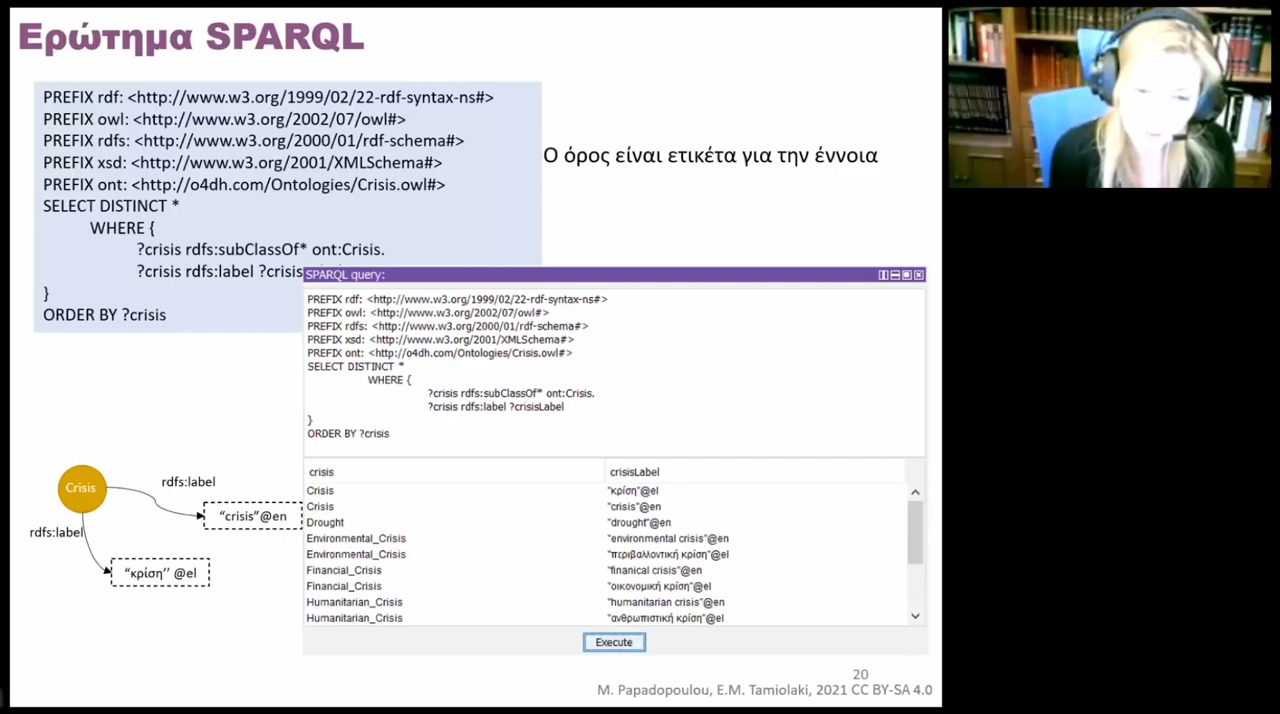 Ερώτημα SPARQL
PREFIX rdf: <http://www.w3.org/1999/02/22-rdf-syntax-ns#>
PREFIX owl: <http://www.w3.org/2002/07/owl#>
PREFIX rdfs: <http://www.w3.org/2000/01/rdf-schema#>
PREFIX xsd: <http://www.w3.org/2001/XMLSchema#>
PREFIX ont: <http://o4dh.com/Ontologies/Crisis.owl#>
SELECT DISTINCT *
WHERE {
?crisis rdfs:subClassOf* ont:Crisis.
?crisis rdfs:label ?crisis
}
ORDER BY ?crisis
Ο όρος είναι ετικέτα για την έννοια
SPARQL query:
PREFIX rdf: <http://www.w3.org/1999/02/22-rdf-syntax-ns#>
PREFIX owl: <http://www.w3.org/2002/07/owl#>
PREFIX rdfs: <http://www.w3.org/2000/01/rdf-schema#>
PREFIX xsd: <http://www.w3.org/2001/XMLSchema#>
PREFIX ont: <http://o4dh.com/Ontologies/Crisis.owl#>
SELECT DISTINCT *
WHERE {
?crisis rdfs:subClassOf* ont:Crisis.
?crisis rdfs:label ?crisisLabel
}
ORDER BY ?crisis
crisis crisisLabel
Crisis "κρίση"@el
Crisis "crisis"@en
Drought "drought"@en
Environmental_Crisis "environmental crisis"@en
Environmental_Crisis "περιβαλλοντική κρίση"@el
Financial_Crisis "finanical crisis"@en
Financial_Crisis "οικονομική κρίση"@el
Humanitarian_Crisis "humanitarian crisis"@en
Humanitarian_Crisis "ανθρωπιστική κρίση"@el
Execute
Crisis
rdfs:label
“crisis”@en
rdfs:label
“κρίση’’ @el
20
M. Papadopoulou, E.M. Tamiolaki, 2021 CC BY-SA 4.0